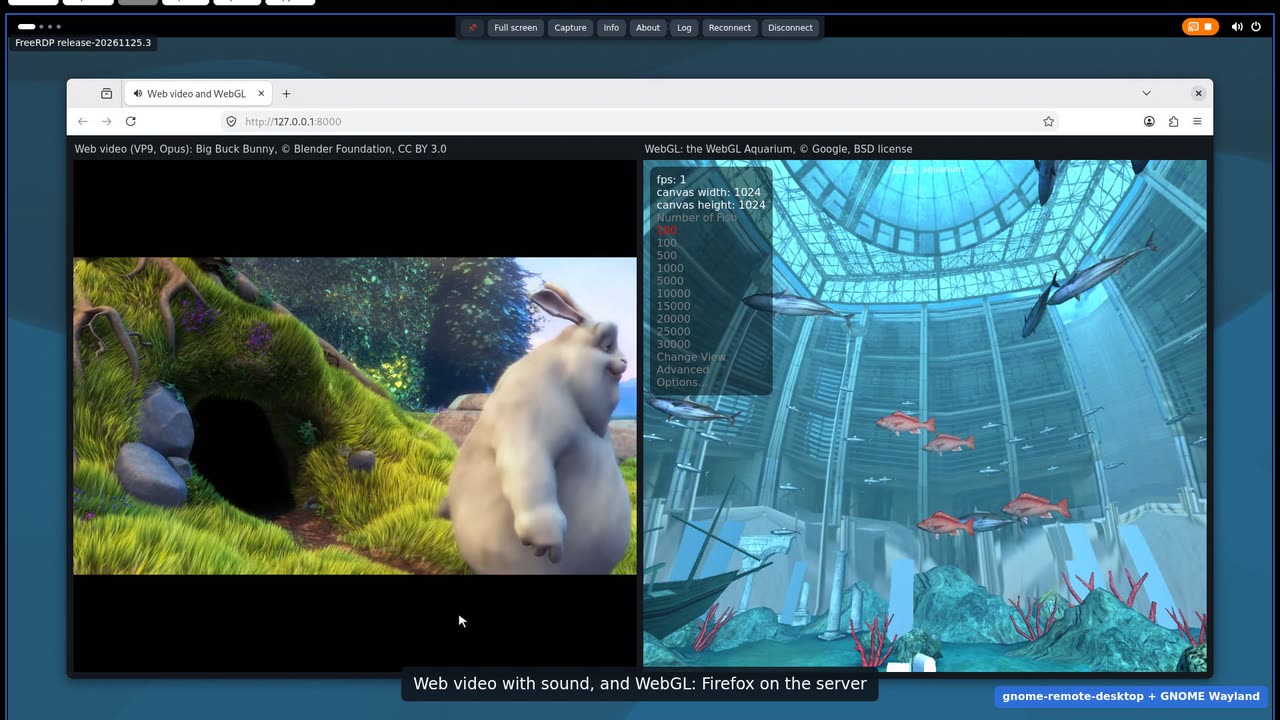 Full screen
Capture
Info
About
Log
Reconnect
Disconnect
FreeRDP release-20261125.3
Web video and WebGL
http://127.0.0.1:8000
Web video (VP9, Opus): Big Buck Bunny, © Blender Foundation, CC BY 3.0
WebGL: the WebGL Aquarium, © Google, BSD license
aquarium
fps: 1
canvas width: 1024
canvas height: 1024
Number of Fish
100
500
1000
5000
10000
15000
20000
25000
30000
Change View
Advanced
Options..
Web video with sound, and WebGL: Firefox on the server
gnome-remote-desktop + GNOME Wayland